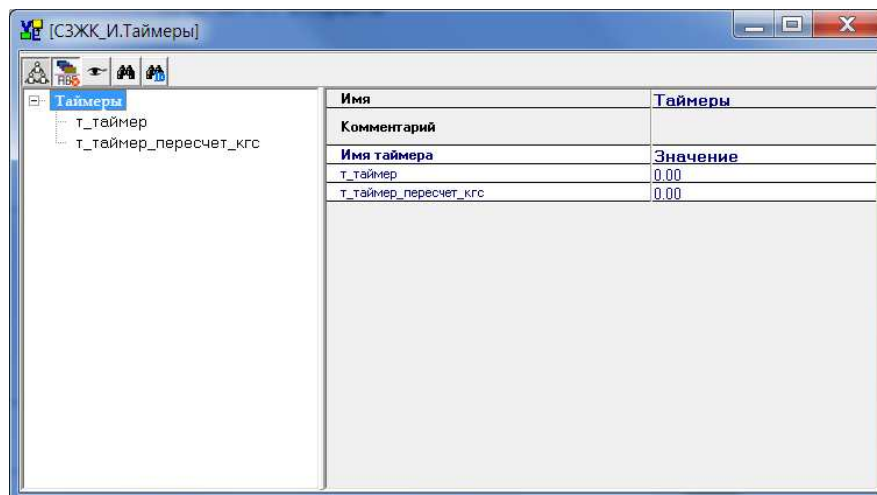 [СЗЖК_И.Таймеры]
Таймеры
т_таймер
т_таймер_пересчет_кгс
Имя Таймеры
Комментарий
Имя таймера Значение
т_таймер 0.00
т_таймер_пересчет_кгс 0.00